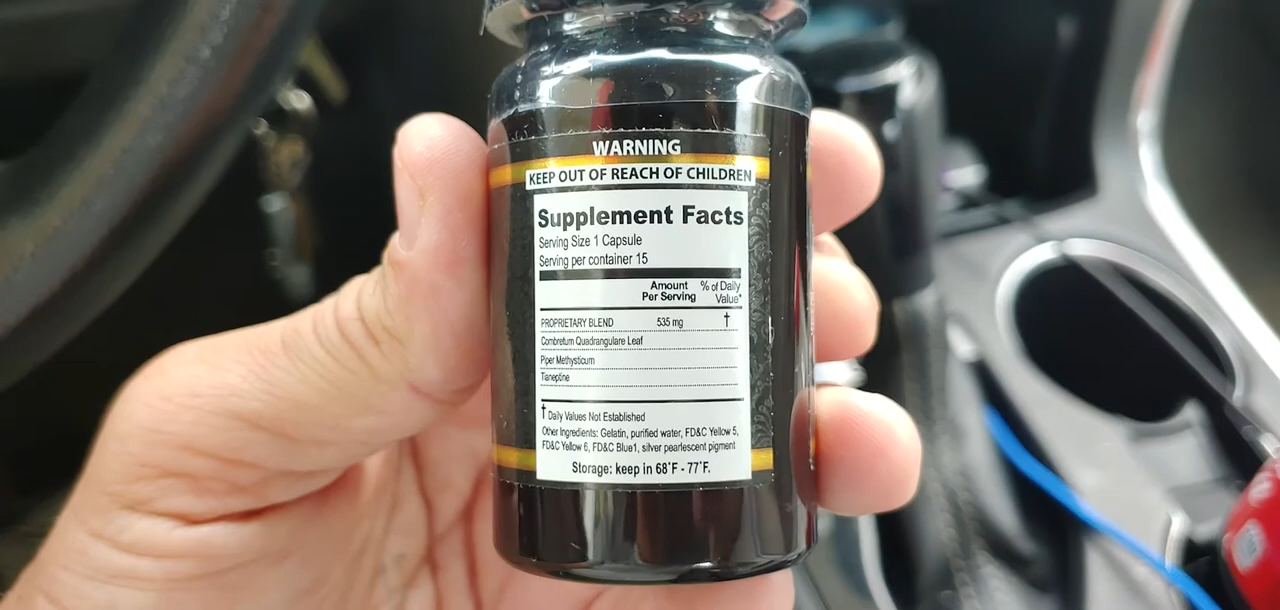 WARNING
KEEP OUT OF REACH OF CHILDREN
Supplement Facts
Serving Size 1 Capsule
Serving per container 15
Amount Per Serving
% of Daily Value*
PROPRIETARY BLEND 535 mg †
Combretum Quadrangulare Leaf
Piper Methysticum
Tianeptine
† Daily Values Not Established
Other Ingredients: Gelatin, purified water, FD&C Yellow 5,
FD&C Yellow 6, FD&C Blue1, silver pearlescent pigment
Storage: keep in 68°F - 77°F.